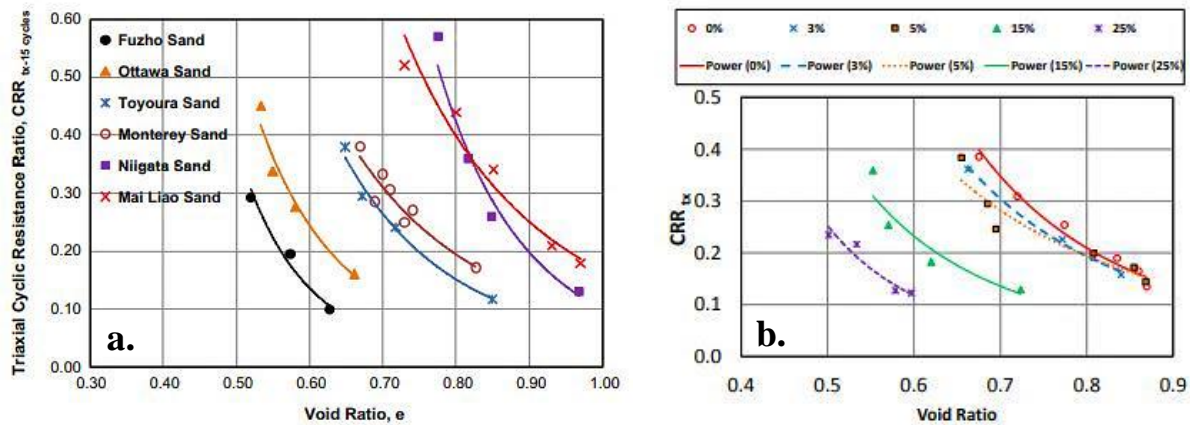 Triaxial Cyclic Resistance Ratio, CRR tx-15 cycles
0.60
0.50
0.40
0.30
0.20
0.10
0.00
Fuzho Sand
Ottawa Sand
Toyoura Sand
Monterey Sand
Niigata Sand
Mai Liao Sand
a.
0.30 0.40 0.50 0.60 0.70 0.80 0.90 1.00
Void Ratio, e
0% 3% 5% 15% 25%
Power (0%) Power (3%) Power (5%) Power (15%) Power (25%)
CRR tx
0.5
0.4
0.3
0.2
0.1
0.0
b.
0.4 0.5 0.6 0.7 0.8 0.9
Void Ratio